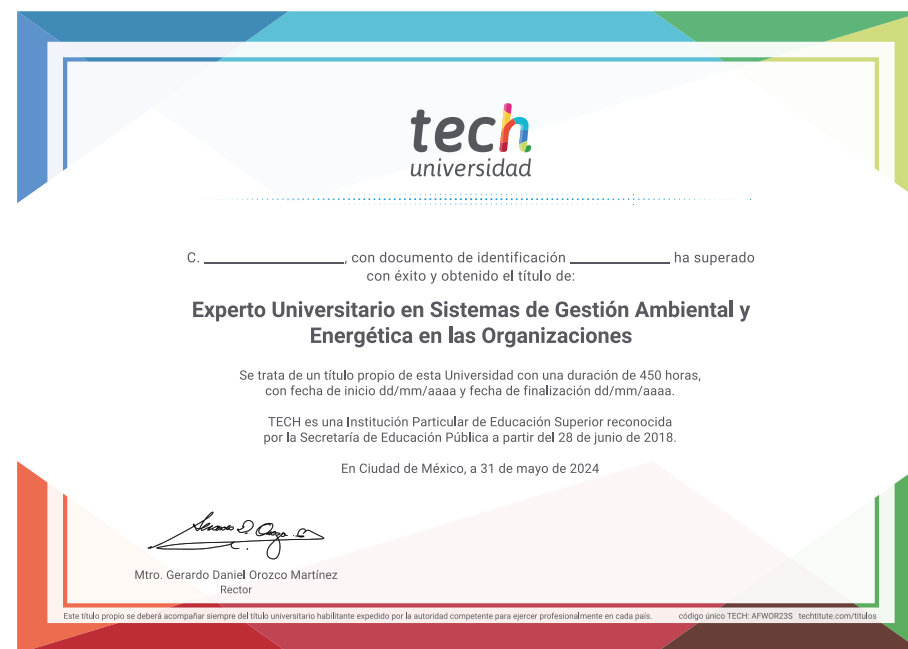 tech
universidad
C. ____________, con documento de identificación ____________ ha superado
con éxito y obtenido el título de:
Experto Universitario en Sistemas de Gestión Ambiental y
Energética en las Organizaciones
Se trata de un título propio de esta Universidad con una duración de 450 horas,
con fecha de inicio dd/mm/aaaa y fecha de finalización dd/mm/aaaa.
TECH es una Institución Particular de Educación Superior reconocida
por la Secretaría de Educación Pública a partir del 28 de junio de 2018.
En Ciudad de México, a 31 de mayo de 2024
Mtro. Gerardo Daniel Orozco Martínez
Rector
Este título propio se deberá acompañar siempre del título universitario habilitante expedido por la autoridad competente para ejercer profesionalmente en cada país. código único TECH: AFWOR23S techtitute.com/titulos